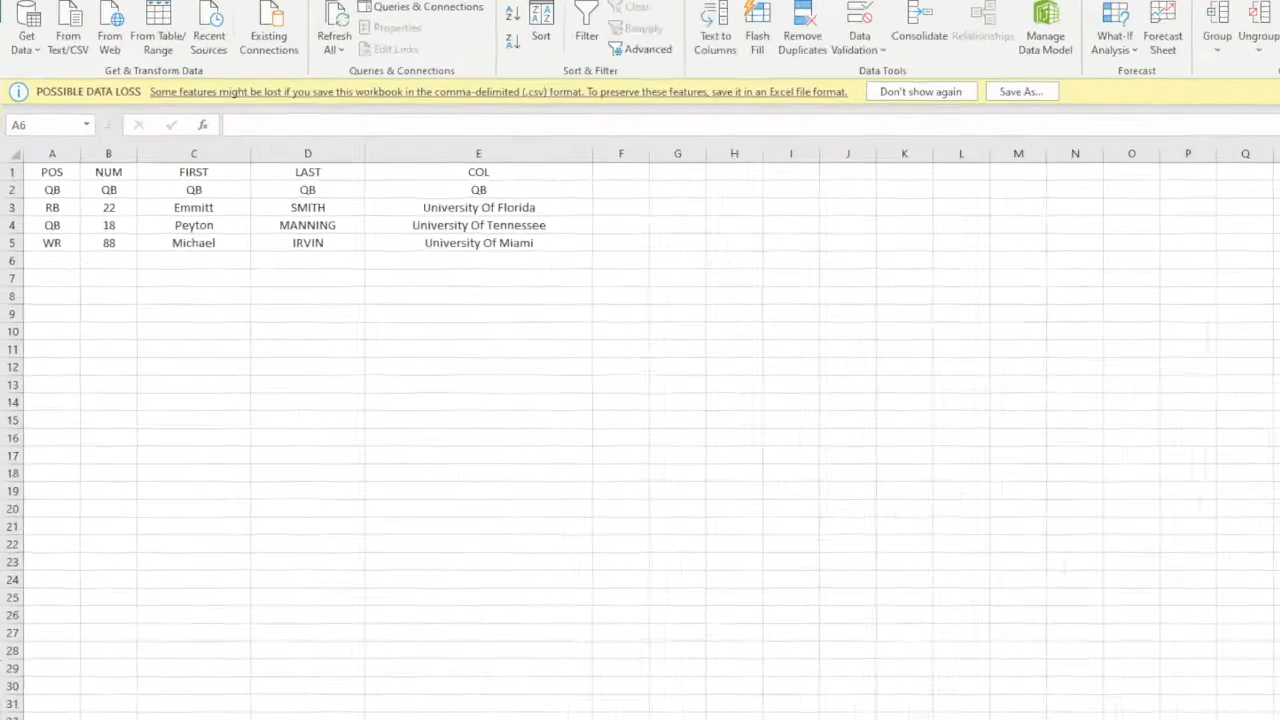 Get Data
From Text/CSV
From Web
From Table/ Range
Recent Sources
Existing Connections
Get & Transform Data
Refresh All
Queries & Connections
Properties
Edit Links
Queries & Connections
Sort
Filter
Clear
Reapply
Advanced
Sort & Filter
Text to Columns
Flash Fill
Remove Duplicates
Data Validation
Consolidate
Relationships
Manage Data Model
Data Tools
What-If Analysis
Forecast Sheet
Forecast
Group
Ungroup
POSSIBLE DATA LOSS Some features might be lost if you save this workbook in the comma-delimited (.csv) format. To preserve these features, save it in an Excel file format. Don't show again Save As...
A6 fx
A B C D E F G H I J K L M N O P Q
1 POS NUM FIRST LAST COL
2 QB QB QB QB QB
3 RB 22 Emmitt SMITH University Of Florida
4 QB 18 Peyton MANNING University Of Tennessee
5 WR 88 Michael IRVIN University Of Miami
6
7
8
9
10
11
12
13
14
15
16
17
18
19
20
21
22
23
24
25
26
27
28
29
30
31